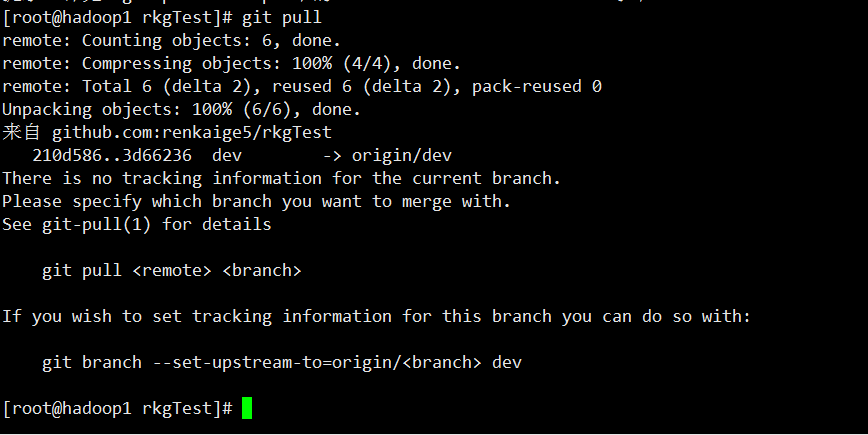 [root@hadoop1 rkgTest]# git pull
remote: Counting objects: 6, done.
remote: Compressing objects: 100% (4/4), done.
remote: Total 6 (delta 2), reused 6 (delta 2), pack-reused 0
Unpacking objects: 100% (6/6), done.
来自 github.com:renkaige5/rkgTest
   210d586..3d66236  dev        -> origin/dev
There is no tracking information for the current branch.
Please specify which branch you want to merge with.
See git-pull(1) for details

    git pull <remote> <branch>

If you wish to set tracking information for this branch you can do so with:

    git branch --set-upstream-to=origin/<branch> dev

[root@hadoop1 rkgTest]#